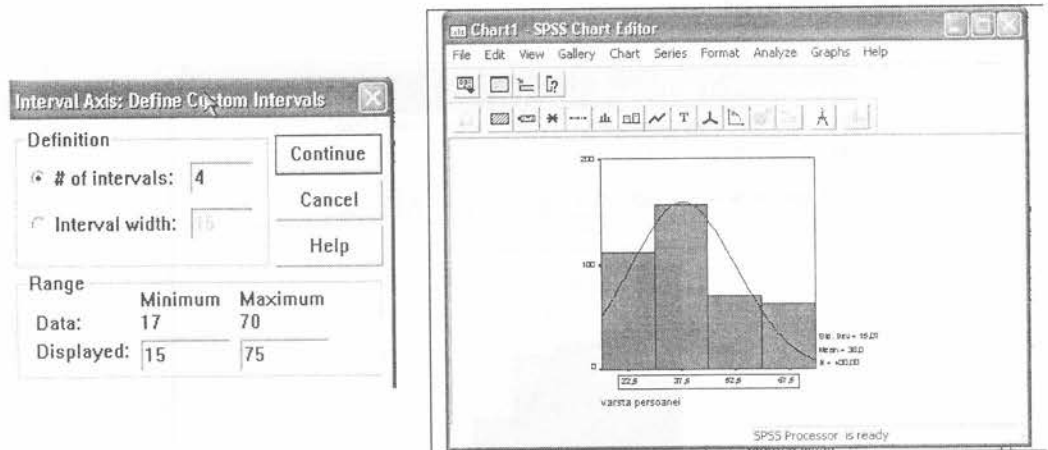 Interval Axis: Define Custom Intervals
Definition
# of intervals: 4
Interval width: 15
Continue
Cancel
Help
Range
Minimum Maximum
Data: 17 70
Displayed: 15 75
Chart1 - SPSS Chart Editor
File Edit View Gallery Chart Series Format Analyze Graphs Help
200
100
0
22,5 37,5 52,5 67,5
varsta persoanei
Std. Dev =
Mean =
N =
SPSS Processor is ready